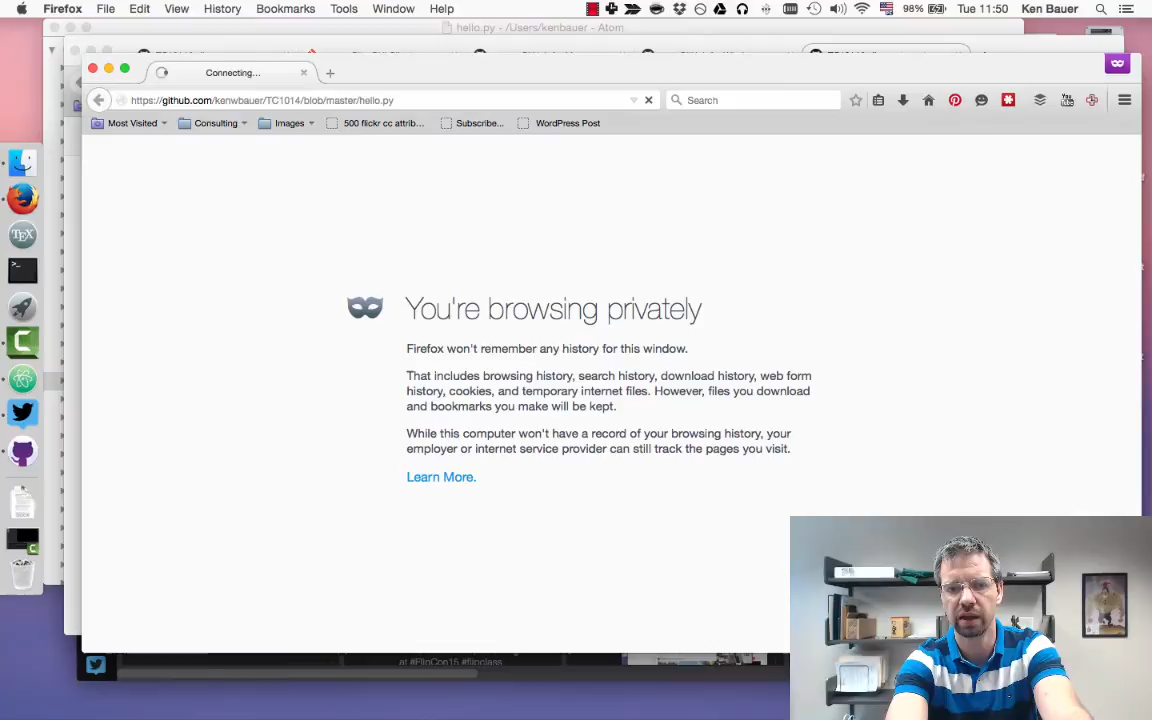 Firefox File Edit View History Bookmarks Tools Window Help 98% Tue 11:50 Ken Bauer
hello.py - /Users/kenbauer - Atom
Connecting...
https://github.com/kenwbauer/TC1014/blob/master/hello.py Search
Most Visited Consulting Images 500 flickr cc attrib... Subscribe... WordPress Post
You're browsing privately
Firefox won't remember any history for this window.
That includes browsing history, search history, download history, web form
history, cookies, and temporary internet files. However, files you download
and bookmarks you make will be kept.
While this computer won't have a record of your browsing history, your
employer or internet service provider can still track the pages you visit.
Learn More.
TEX
at #FlipCon15 #flipclass